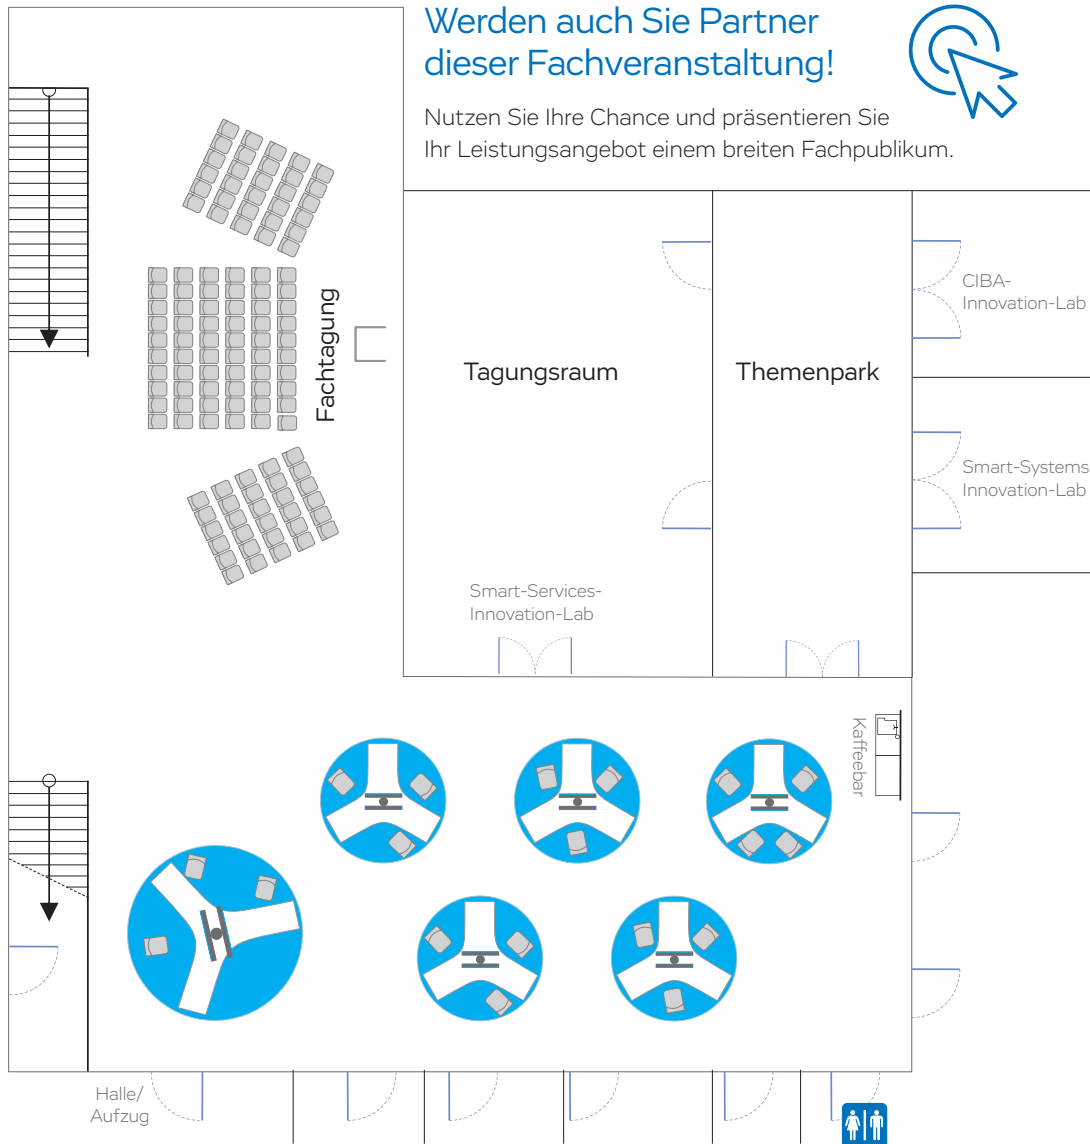 Werden auch Sie Partner
dieser Fachveranstaltung!
Nutzen Sie Ihre Chance und präsentieren Sie
Ihr Leistungsangebot einem breiten Fachpublikum.
CIBA-
Innovation-Lab
Fachtagung
Tagungsraum
Themenpark
Smart-Systems
Innovation-Lab
Smart-Services-
Innovation-Lab
Kaffeebar
Halle/
Aufzug